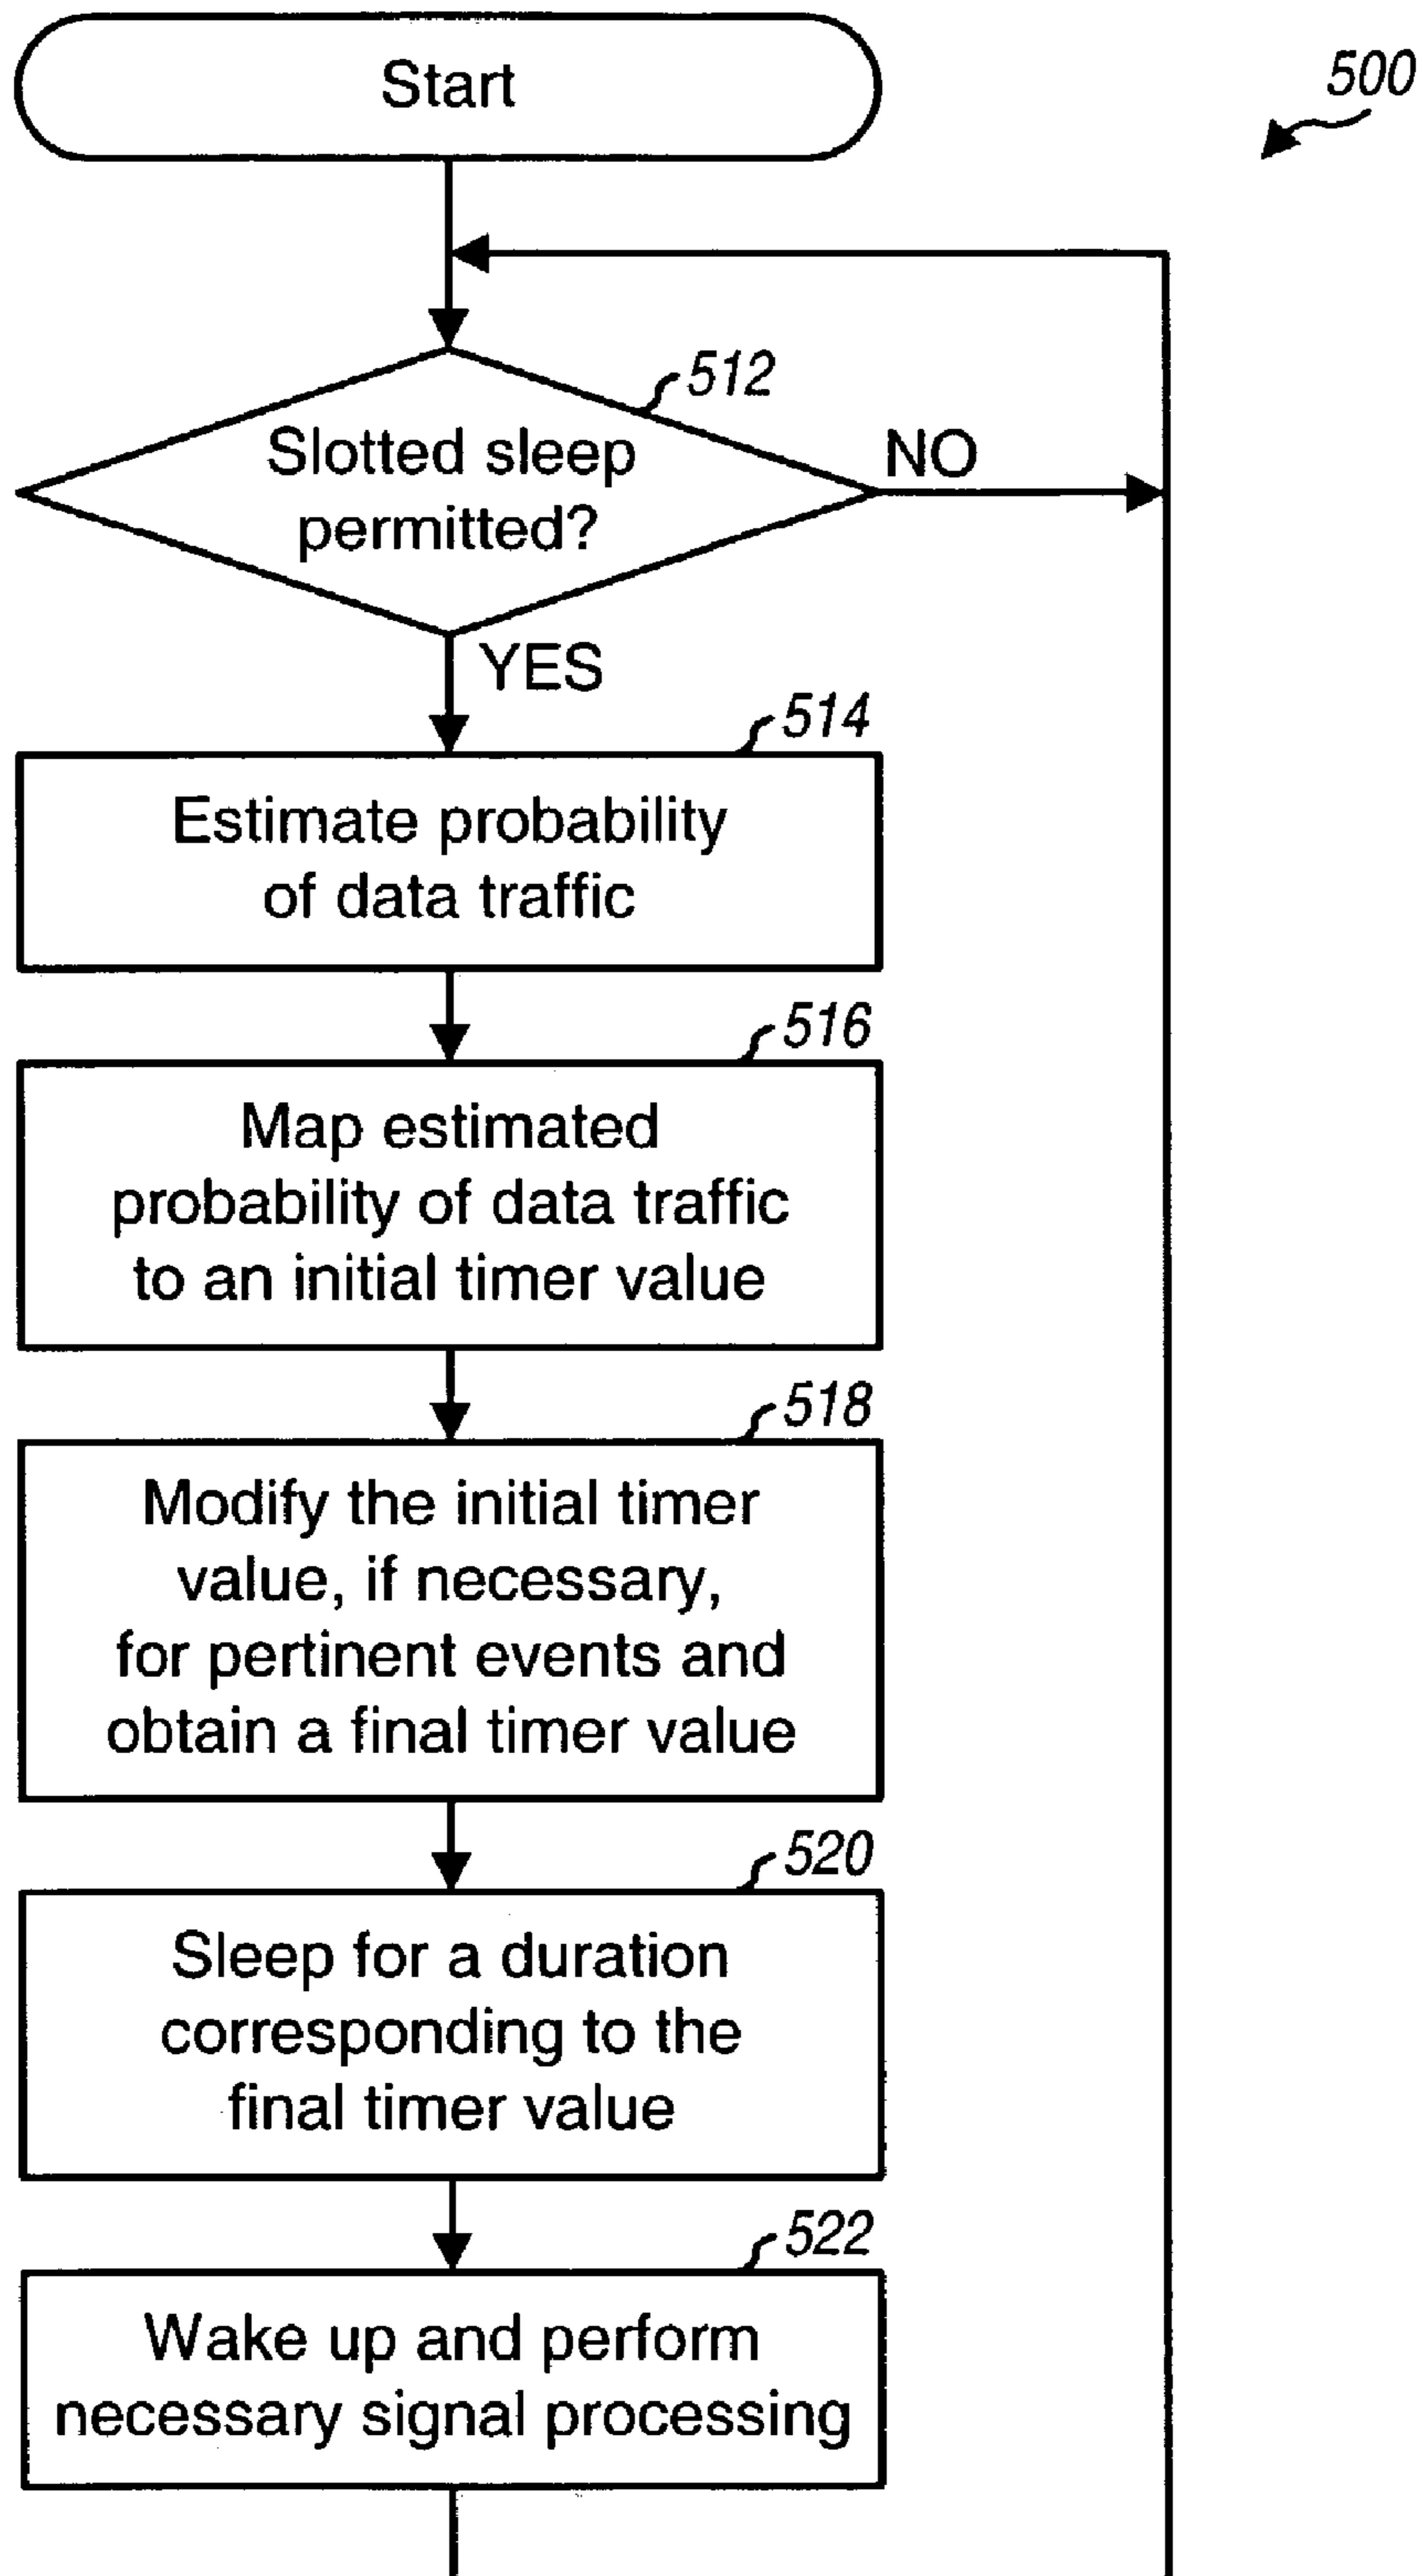 Start
500
512
Slotted sleep
permitted?
NO
YES
514
Estimate probability
of data traffic
516
Map estimated
probability of data traffic
to an initial timer value
518
Modify the initial timer
value, if necessary,
for pertinent events and
obtain a final timer value
520
Sleep for a duration
corresponding to the
final timer value
522
Wake up and perform
necessary signal processing